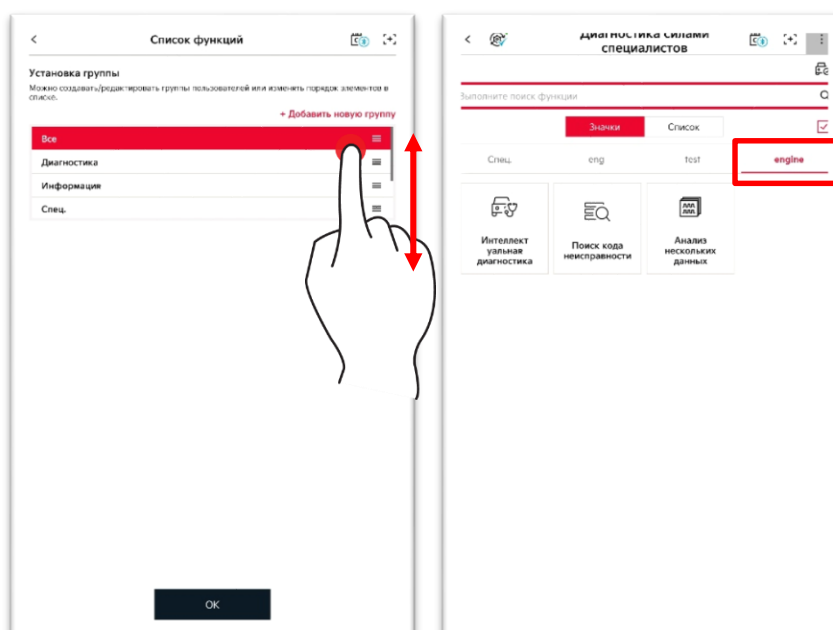 Список функций
Установка группы
Можно создавать/редактировать группы пользователей или изменить порядок элементов в
списке.
+ Добавить новую группу
Все
Диагностика
Информация
Спец.
OK
Диагностика силами
специалистов
Выполните поиск функции
Значки
Список
Спец.
eng
test
engine
Интеллект
уальная
диагностика
Поиск кода
неисправности
Анализ
нескольких
данных